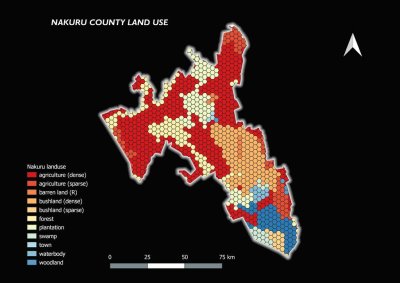 NAKURU COUNTY LAND USE
Nakuru landuse
agriculture (dense)
agriculture (sparse)
barren land (R)
bushland (dense)
bushland (sparse)
forest
plantation
swamp
town
waterbody
woodland
0 25 50 75 km